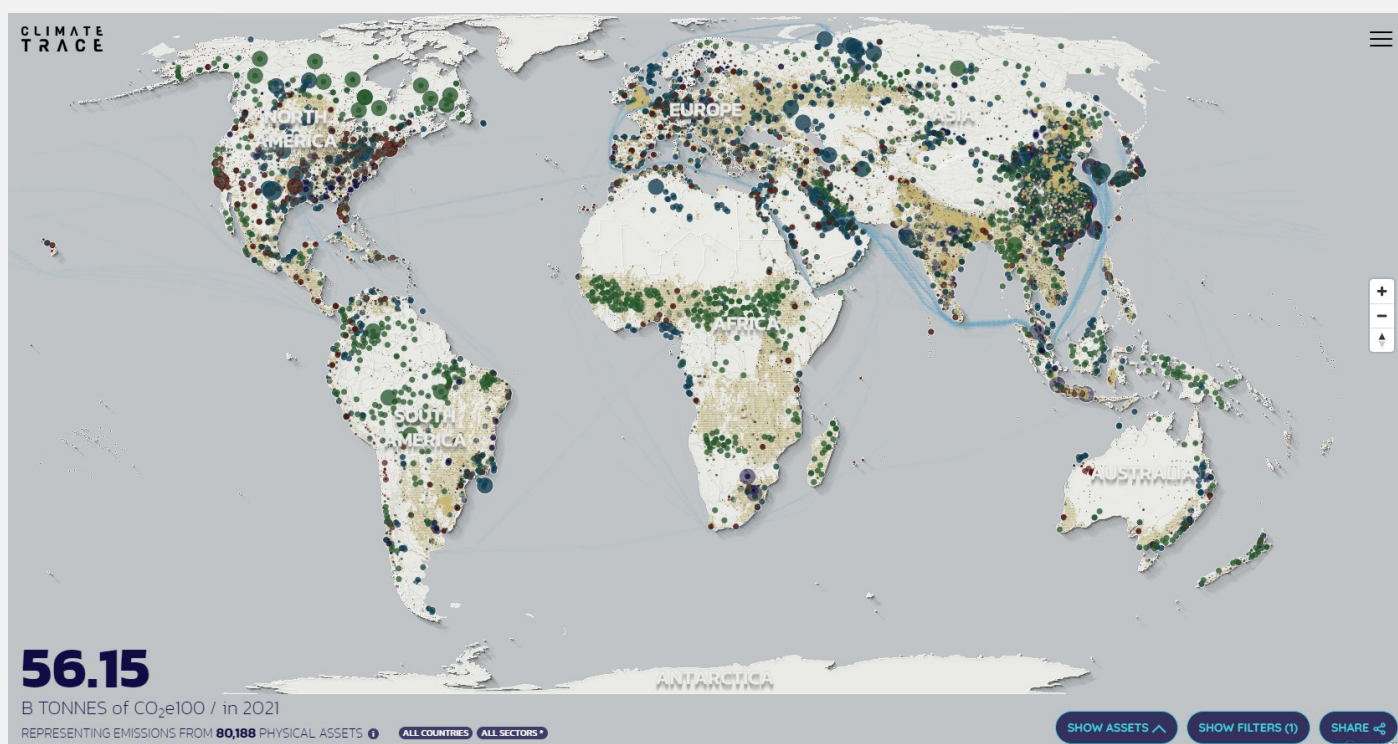 CLIMATE
TRACE
NORTH
AMERICA
EUROPE
ASIA
AFRICA
SOUTH
AMERICA
AUSTRALIA
ANTARCTICA
+
−
56.15
B TONNES of CO₂e100 / in 2021
REPRESENTING EMISSIONS FROM 80,188 PHYSICAL ASSETS i ALL COUNTRIES ALL SECTORS *
SHOW ASSETS SHOW FILTERS (1) SHARE